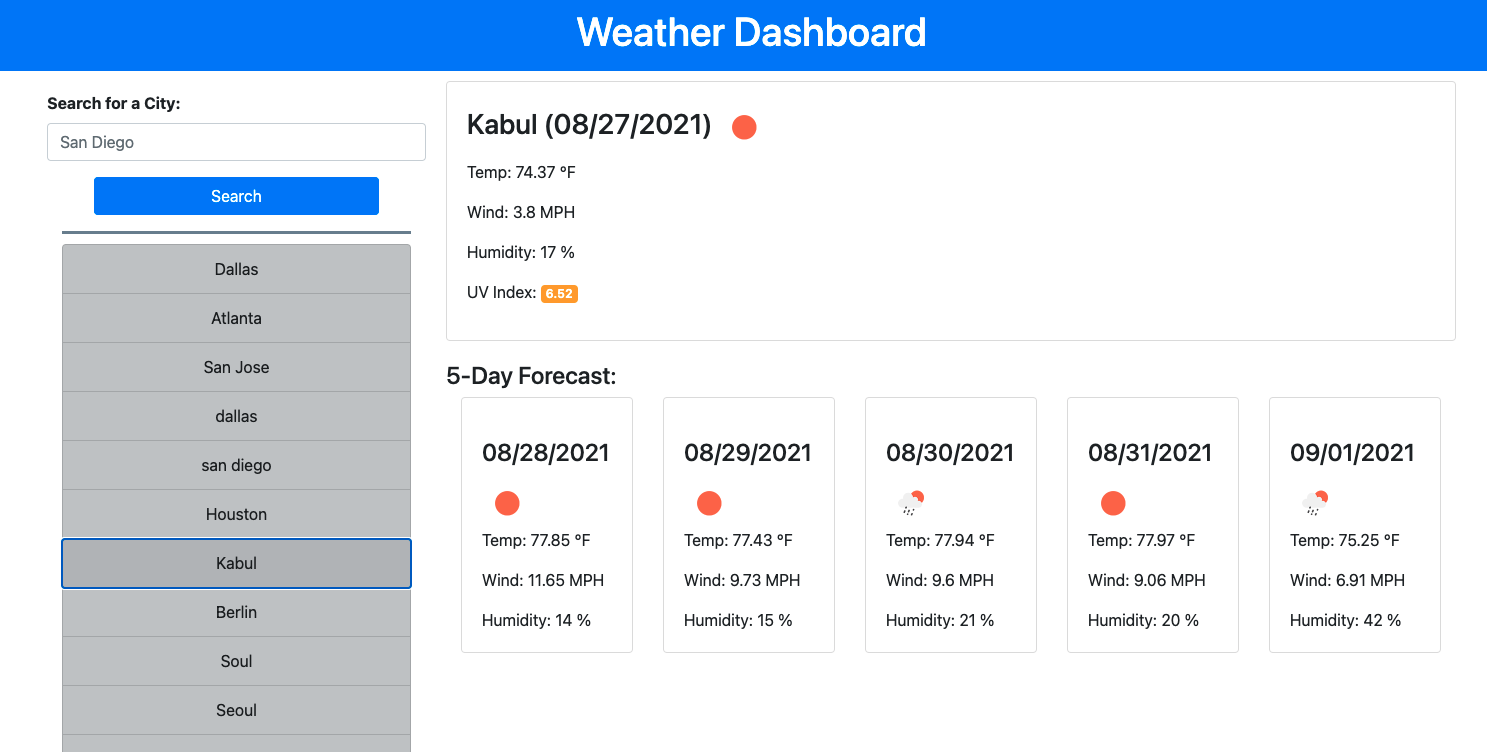 Weather Dashboard
Search for a City:
San Diego
Search
Dallas
Atlanta
San Jose
dallas
san diego
Houston
Kabul
Berlin
Soul
Seoul
Kabul (08/27/2021)
Temp: 74.37 °F
Wind: 3.8 MPH
Humidity: 17 %
UV Index: 6.52
5-Day Forecast:
08/28/2021
Temp: 77.85 °F
Wind: 11.65 MPH
Humidity: 14 %
08/29/2021
Temp: 77.43 °F
Wind: 9.73 MPH
Humidity: 15 %
08/30/2021
Temp: 77.94 °F
Wind: 9.6 MPH
Humidity: 21 %
08/31/2021
Temp: 77.97 °F
Wind: 9.06 MPH
Humidity: 20 %
09/01/2021
Temp: 75.25 °F
Wind: 6.91 MPH
Humidity: 42 %